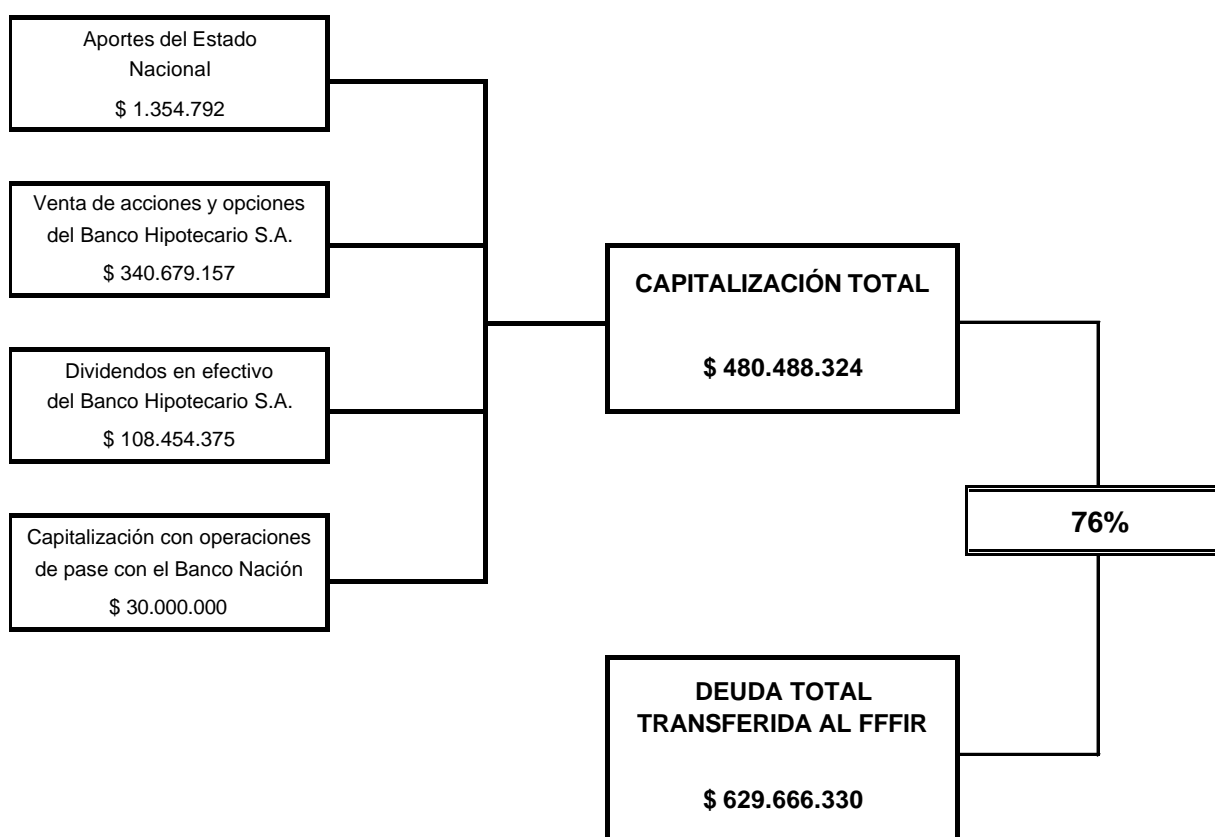 Aportes del Estado
Nacional
$ 1.354.792
Venta de acciones y opciones
del Banco Hipotecario S.A.
$ 340.679.157
Dividendos en efectivo
del Banco Hipotecario S.A.
$ 108.454.375
Capitalización con operaciones
de pase con el Banco Nación
$ 30.000.000
CAPITALIZACIÓN TOTAL
$ 480.488.324
76%
DEUDA TOTAL
TRANSFERIDA AL FFFIR
$ 629.666.330